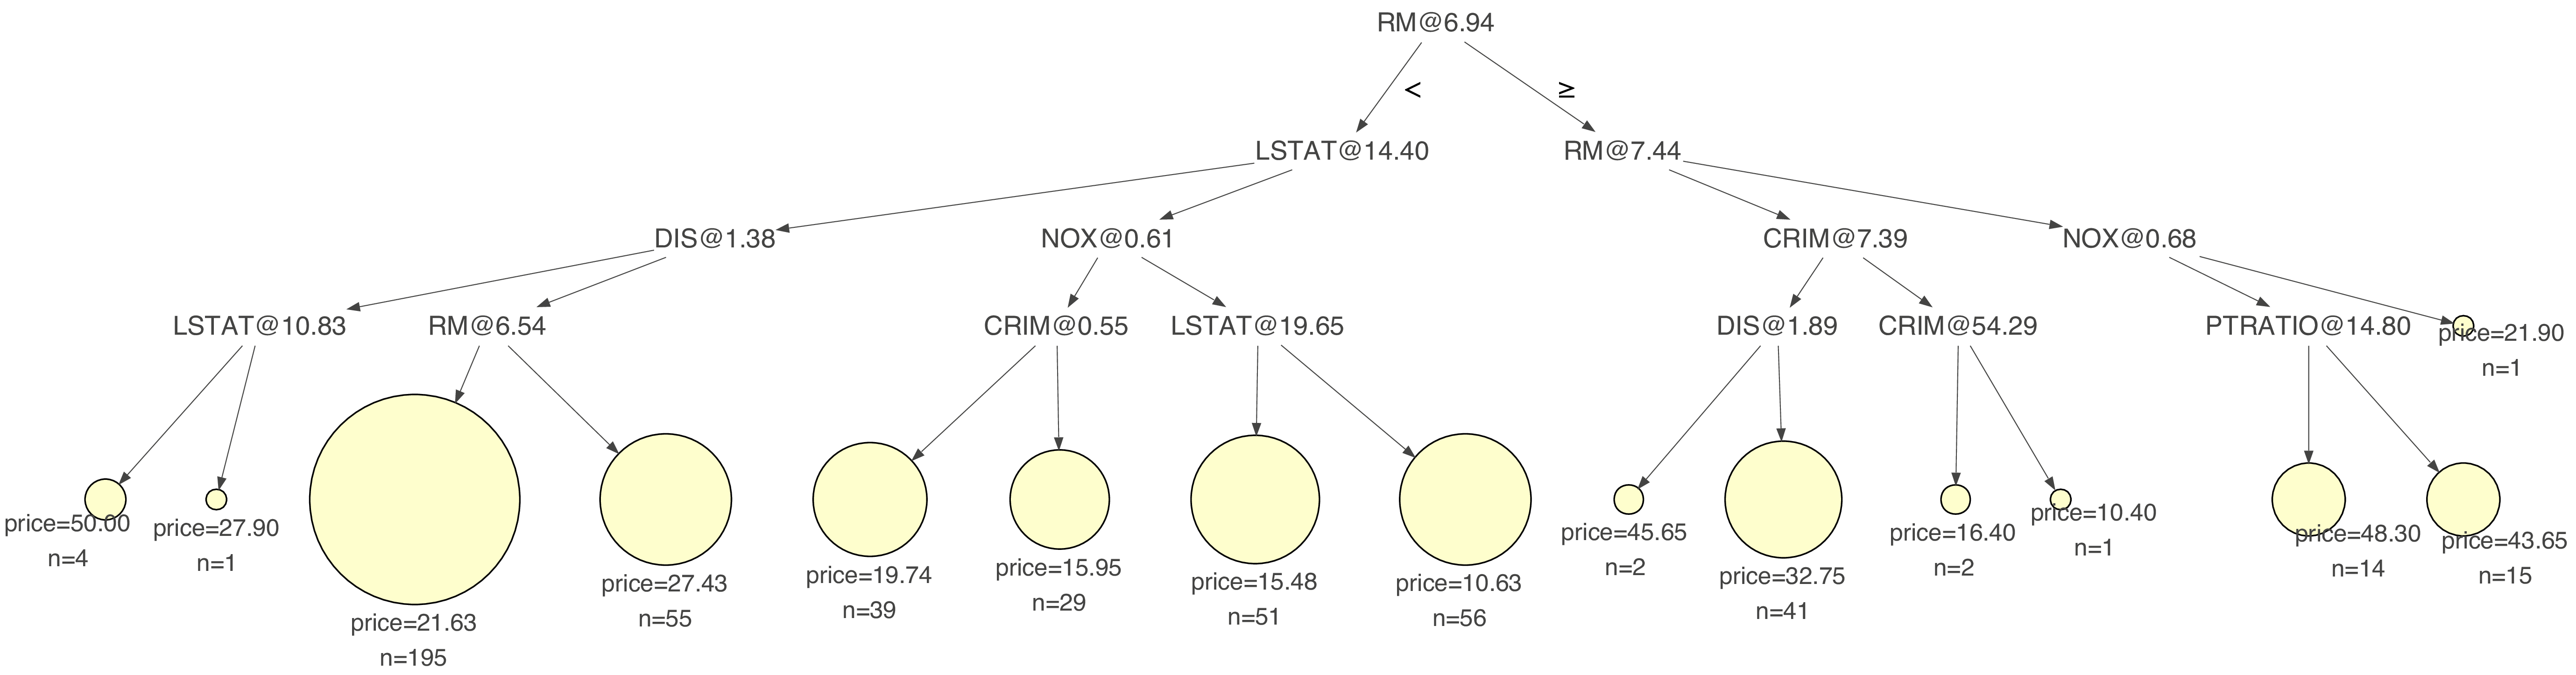 RM@6.94
<
≥
LSTAT@14.40
RM@7.44
DIS@1.38
NOX@0.61
CRIM@7.39
NOX@0.68
LSTAT@10.83
RM@6.54
CRIM@0.55
LSTAT@19.65
DIS@1.89
CRIM@54.29
PTRATIO@14.80
price=21.90
n=1
price=50.00
n=4
price=27.90
n=1
price=21.63
n=195
price=27.43
n=55
price=19.74
n=39
price=15.95
n=29
price=15.48
n=51
price=10.63
n=56
price=45.65
n=2
price=32.75
n=41
price=16.40
n=2
price=10.40
n=1
price=48.30
n=14
price=43.65
n=15